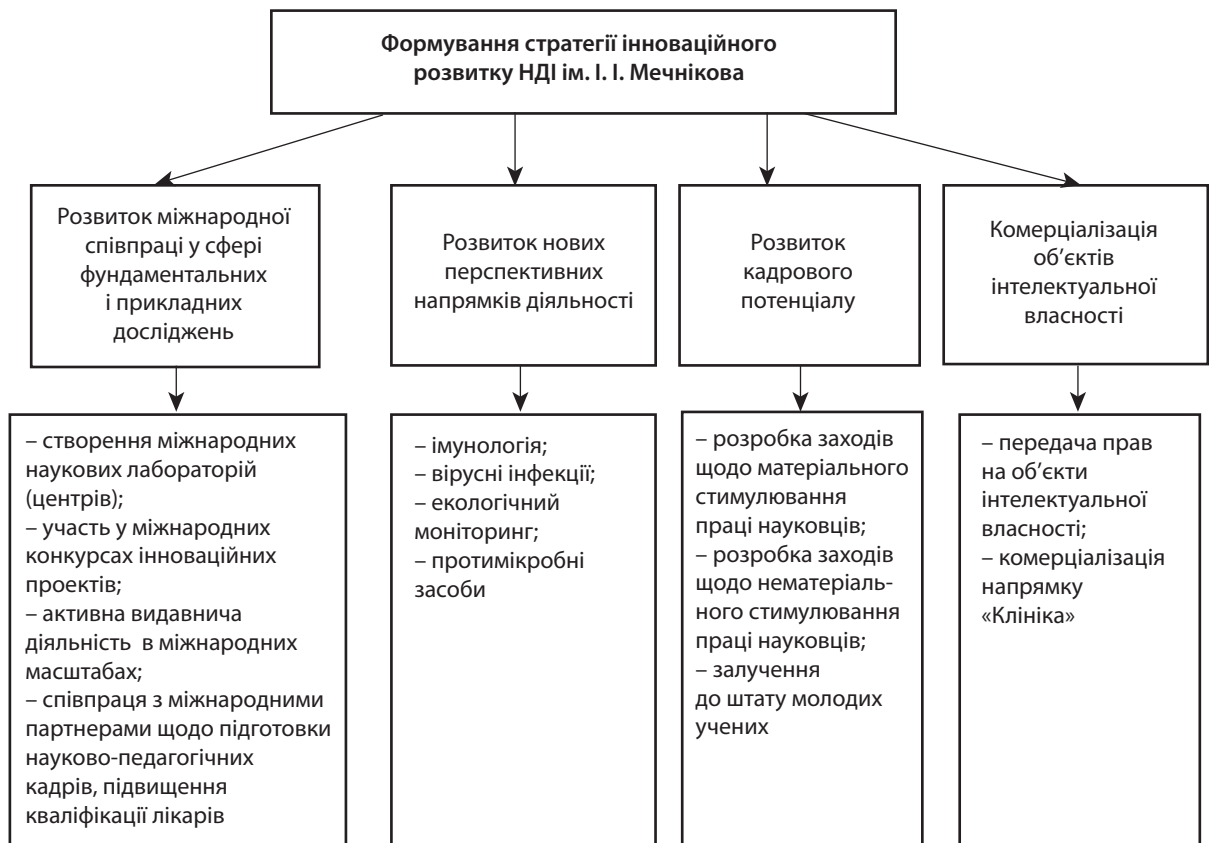 Формування стратегії інноваційного
розвитку НДІ ім. І. І. Мечнікова
Розвиток міжнародної
співпраці у сфері
фундаментальних
і прикладних
досліджень
Розвиток нових
перспективних
напрямків діяльності
Розвиток
кадрового
потенціалу
Комерціалізація
об’єктів
інтелектуальної
власності
– створення міжнародних
наукових лабораторій
(центрів);
– участь у міжнародних
конкурсах інноваційних
проектів;
– активна видавнича
діяльність в міжнародних
масштабах;
– співпраця з міжнародними
партнерами щодо підготовки
науково-педагогічних
кадрів, підвищення
кваліфікації лікарів
– імунологія;
– вірусні інфекції;
– екологічний
моніторинг;
– протимікробні
засоби
– розробка заходів
щодо матеріального
стимулювання
праці науковців;
– розробка заходів
щодо нематеріаль-
ного стимулювання
праці науковців;
– залучення
до штату молодих
учених
– передача прав
на об’єкти
інтелектуальної
власності;
– комерціалізація
напрямку
«Клініка»